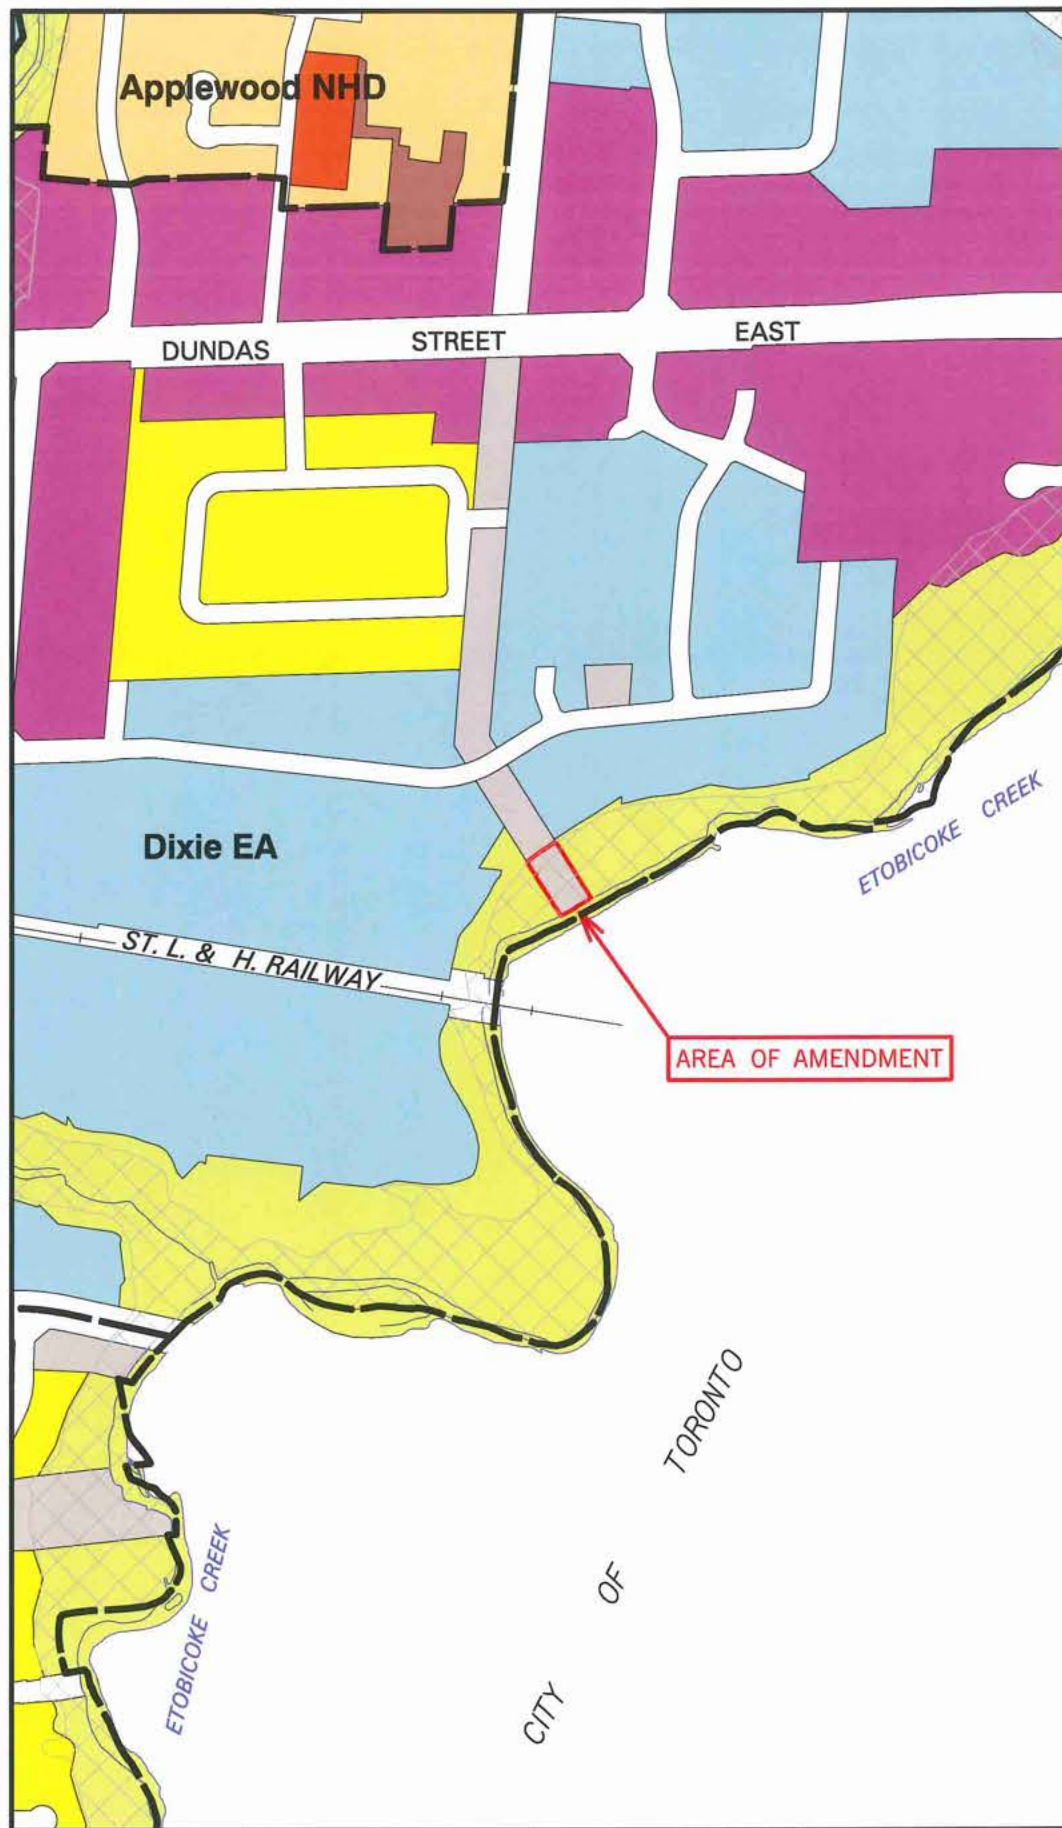 Applewood NHD
DUNDAS STREET EAST
Dixie EA
ETOBICOKE CREEK
ST. L. & H. RAILWAY
AREA OF AMENDMENT
CITY OF TORONTO
ETOBICOKE CREEK